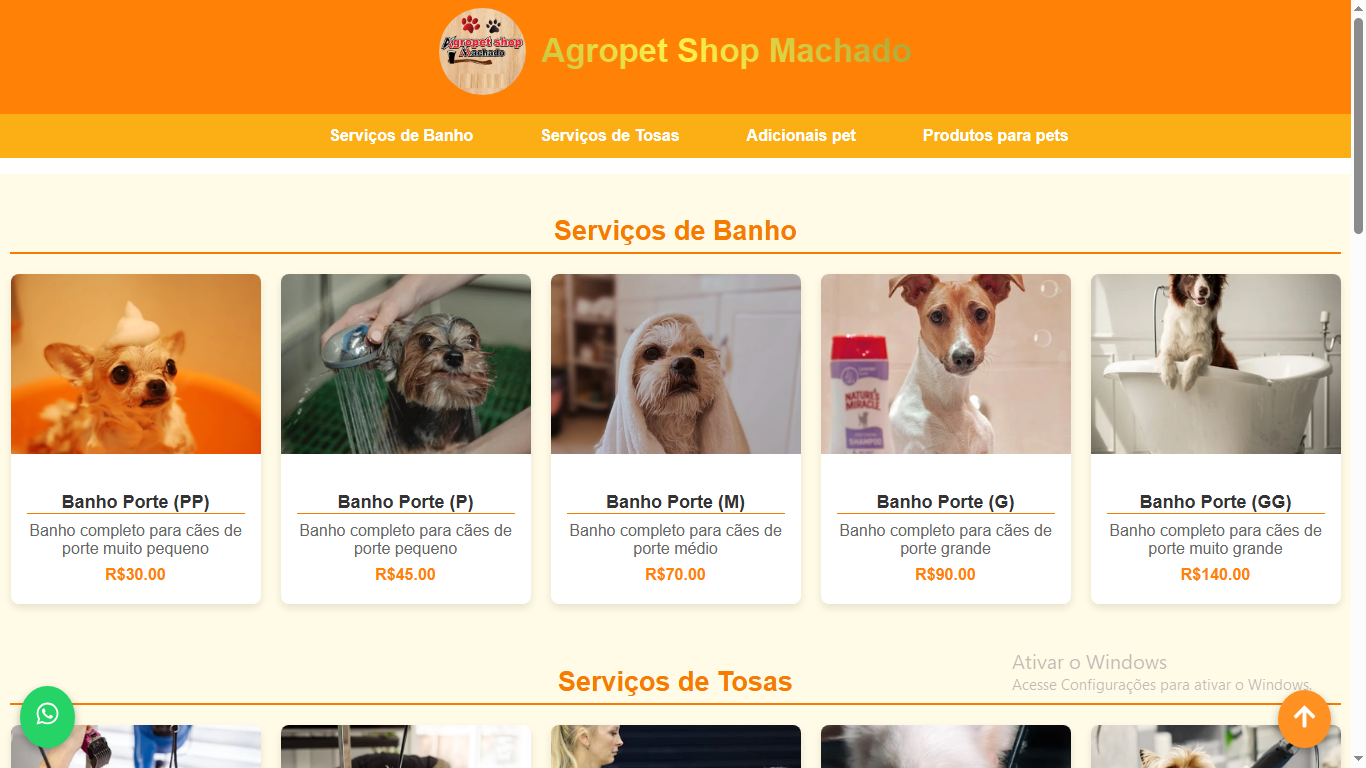 Agropet shop
Machado
Agropet Shop Machado
Serviços de Banho
Serviços de Tosas
Adicionais pet
Produtos para pets
Serviços de Banho
NATURE'S
MIRACLE
SHAMPOO
Banho Porte (PP)
Banho completo para cães de
porte muito pequeno
R$30.00
Banho Porte (P)
Banho completo para cães de
porte pequeno
R$45.00
Banho Porte (M)
Banho completo para cães de
porte médio
R$70.00
Banho Porte (G)
Banho completo para cães de
porte grande
R$90.00
Banho Porte (GG)
Banho completo para cães de
porte muito grande
R$140.00
Serviços de Tosas
Ativar o Windows
Acesse Configurações para ativar o Windows.